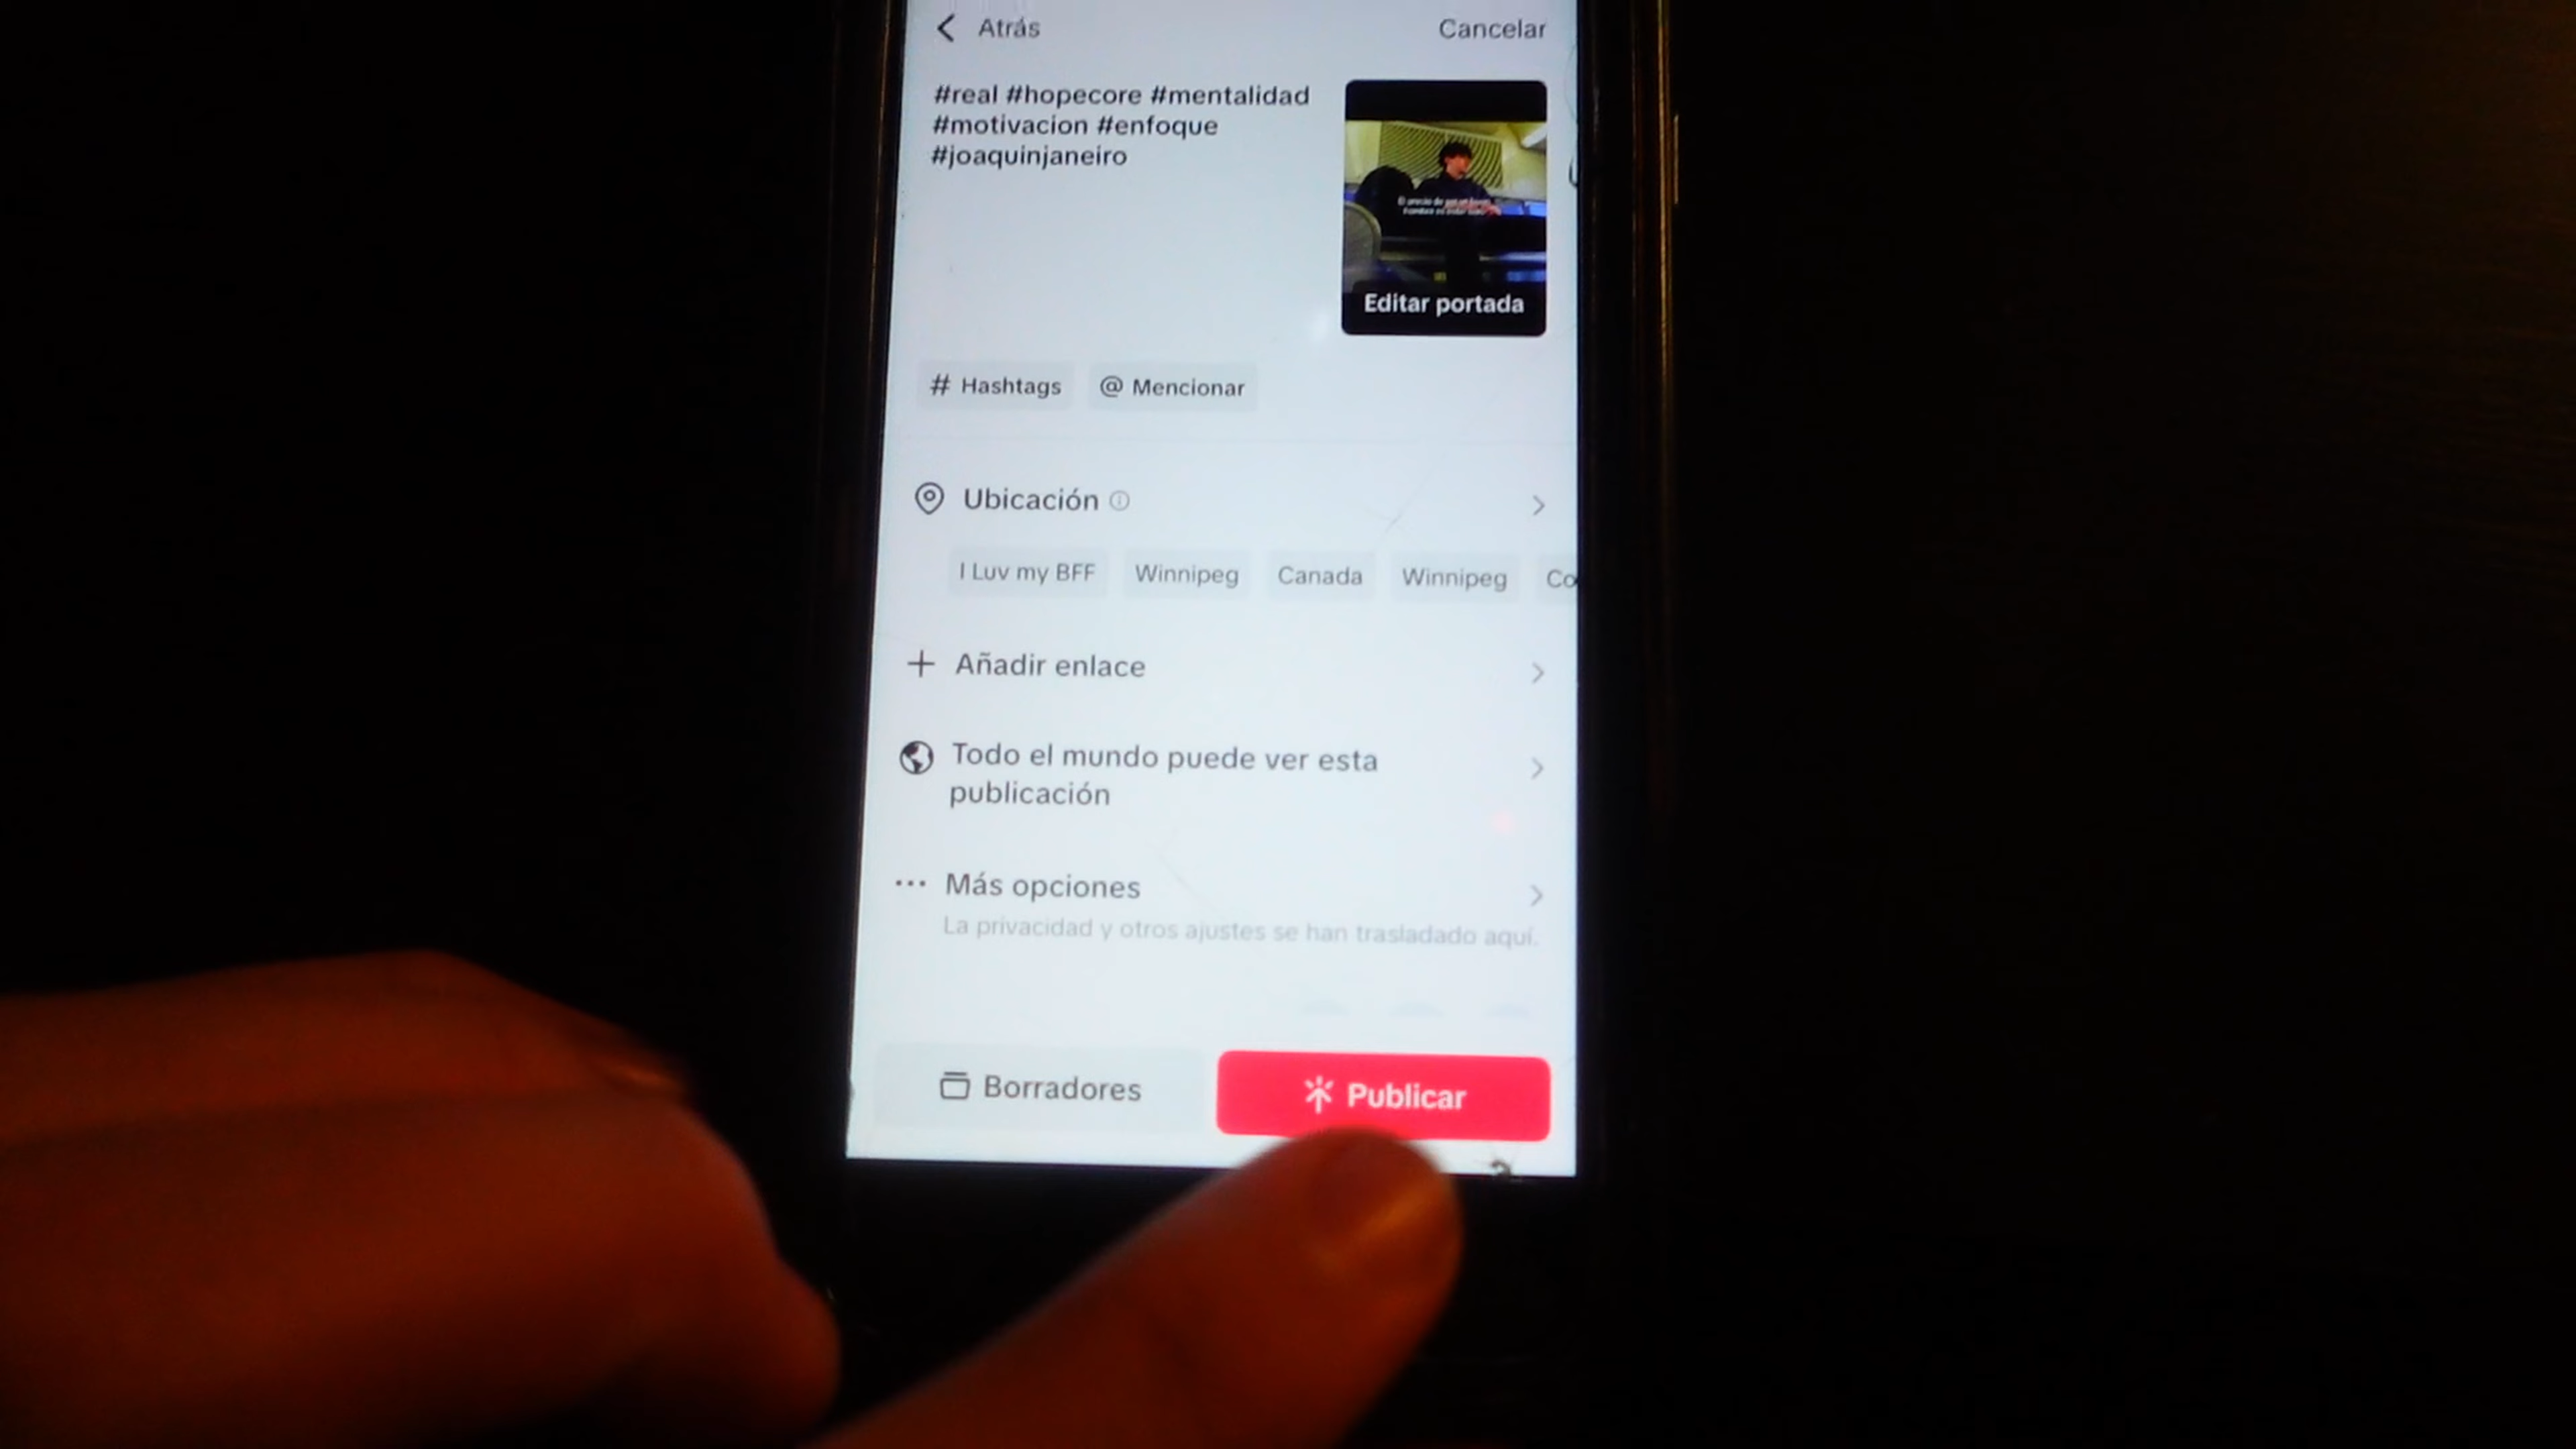 Atrás
Cancelar
#real #hopecore #mentalidad
#motivacion #enfoque
#joaquinjaneiro
Editar portada
# Hashtags
@ Mencionar
Ubicación
I Luv my BFF
Winnipeg
Canada
Winnipeg
Co
+ Añadir enlace
Todo el mundo puede ver esta
publicación
··· Más opciones
La privacidad y otros ajustes se han trasladado aquí.
Borradores
Publicar